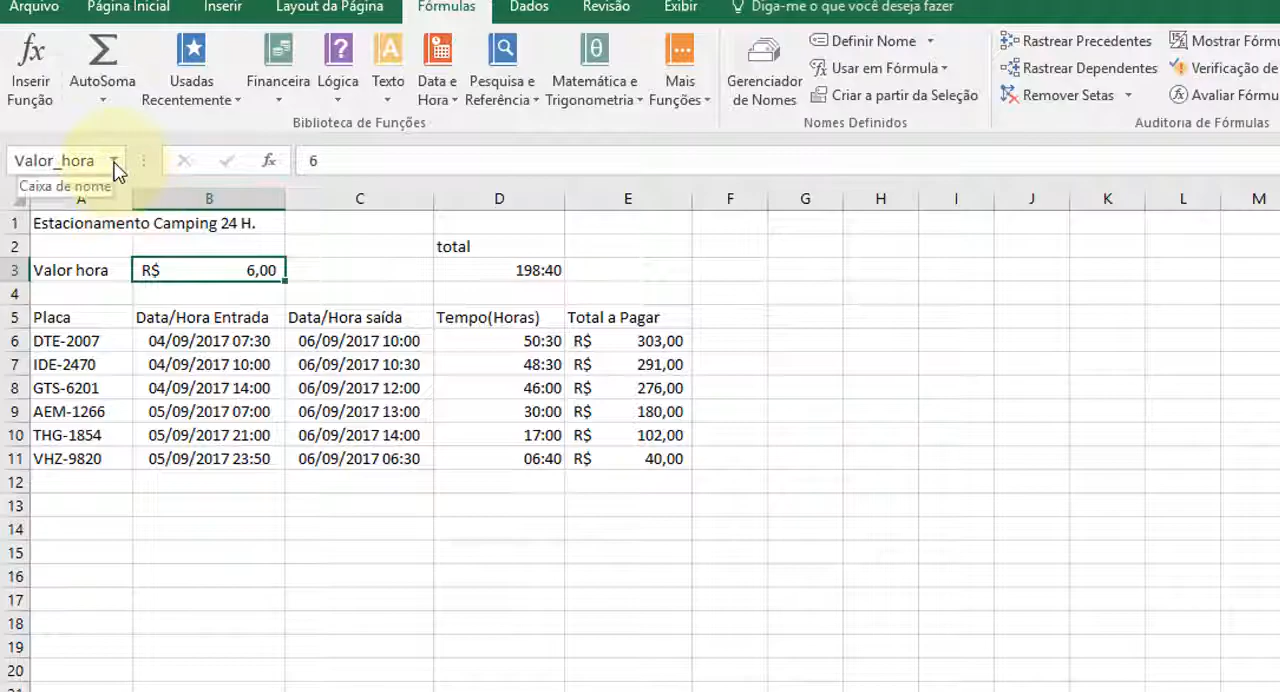 Arquivo Página Inicial Inserir Layout da Página Fórmulas Dados Revisão Exibir Diga-me o que você deseja fazer
fx Inserir Função
Σ AutoSoma
Usadas Recentemente
Financeira
? Lógica
A Texto
Data e Hora
Pesquisa e Referência
θ Matemática e Trigonometria
Mais Funções
Biblioteca de Funções
Gerenciador de Nomes
Definir Nome
Usar em Fórmula
Criar a partir da Seleção
Nomes Definidos
Rastrear Precedentes
Rastrear Dependentes
Remover Setas
Mostrar Fórmu
Verificação de
Avaliar Fórmu
Auditoria de Fórmulas
Valor_hora fx 6
Caixa de nome
A B C D E F G H I J K L M
1 Estacionamento Camping 24 H.
2 total
3 Valor hora R$ 6,00 198:40
4
5 Placa Data/Hora Entrada Data/Hora saída Tempo(Horas) Total a Pagar
6 DTE-2007 04/09/2017 07:30 06/09/2017 10:00 50:30 R$ 303,00
7 IDE-2470 04/09/2017 10:00 06/09/2017 10:30 48:30 R$ 291,00
8 GTS-6201 04/09/2017 14:00 06/09/2017 12:00 46:00 R$ 276,00
9 AEM-1266 05/09/2017 07:00 06/09/2017 13:00 30:00 R$ 180,00
10 THG-1854 05/09/2017 21:00 06/09/2017 14:00 17:00 R$ 102,00
11 VHZ-9820 05/09/2017 23:50 06/09/2017 06:30 06:40 R$ 40,00
12
13
14
15
16
17
18
19
20